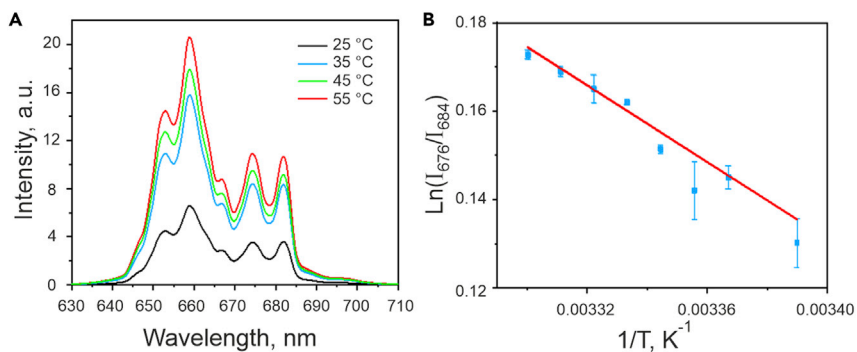 A
Intensity, a.u.
20
16
12
8
4
0
25 °C
35 °C
45 °C
55 °C
630 640 650 660 670 680 690 700 710
Wavelength, nm
B
Ln(I676/I684)
0.18
0.16
0.14
0.12
0.00332 0.00336 0.00340
1/T, K-1